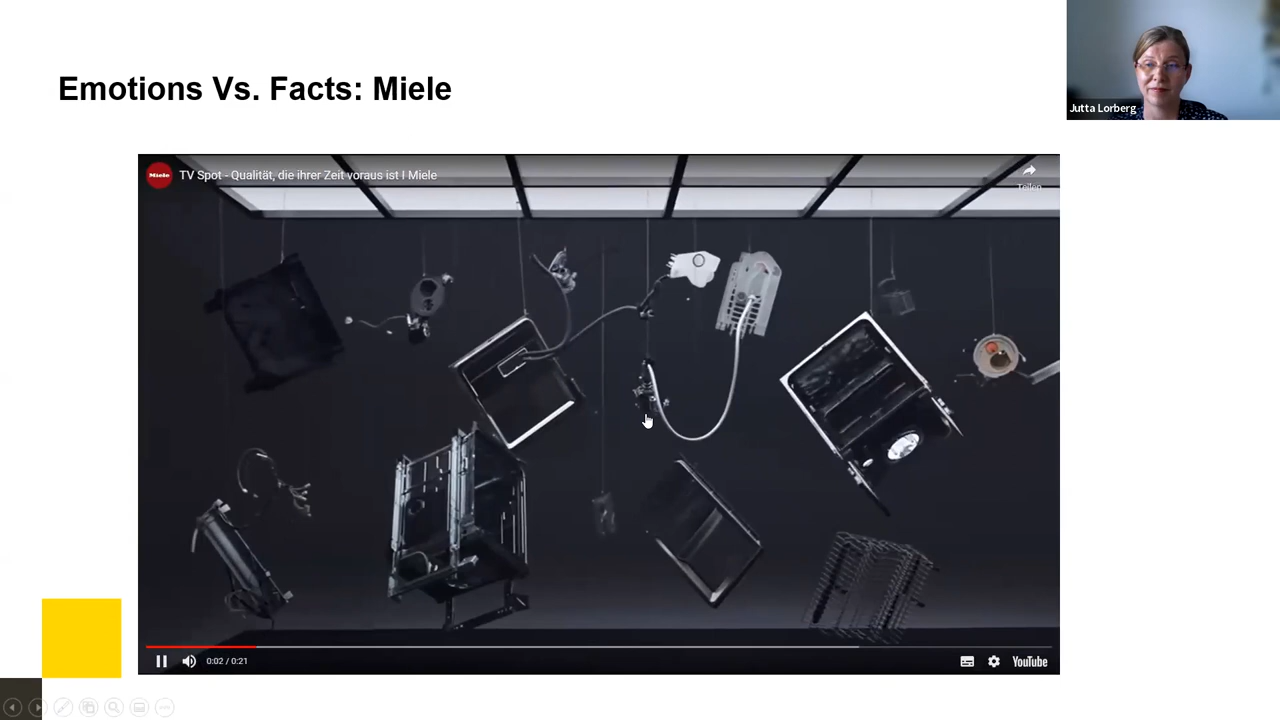 Emotions Vs. Facts: Miele
Jutta Lorberg
Miele
TV Spot - Qualität, die ihrer Zeit voraus ist I Miele
Teilen
0:02 / 0:21
YouTube